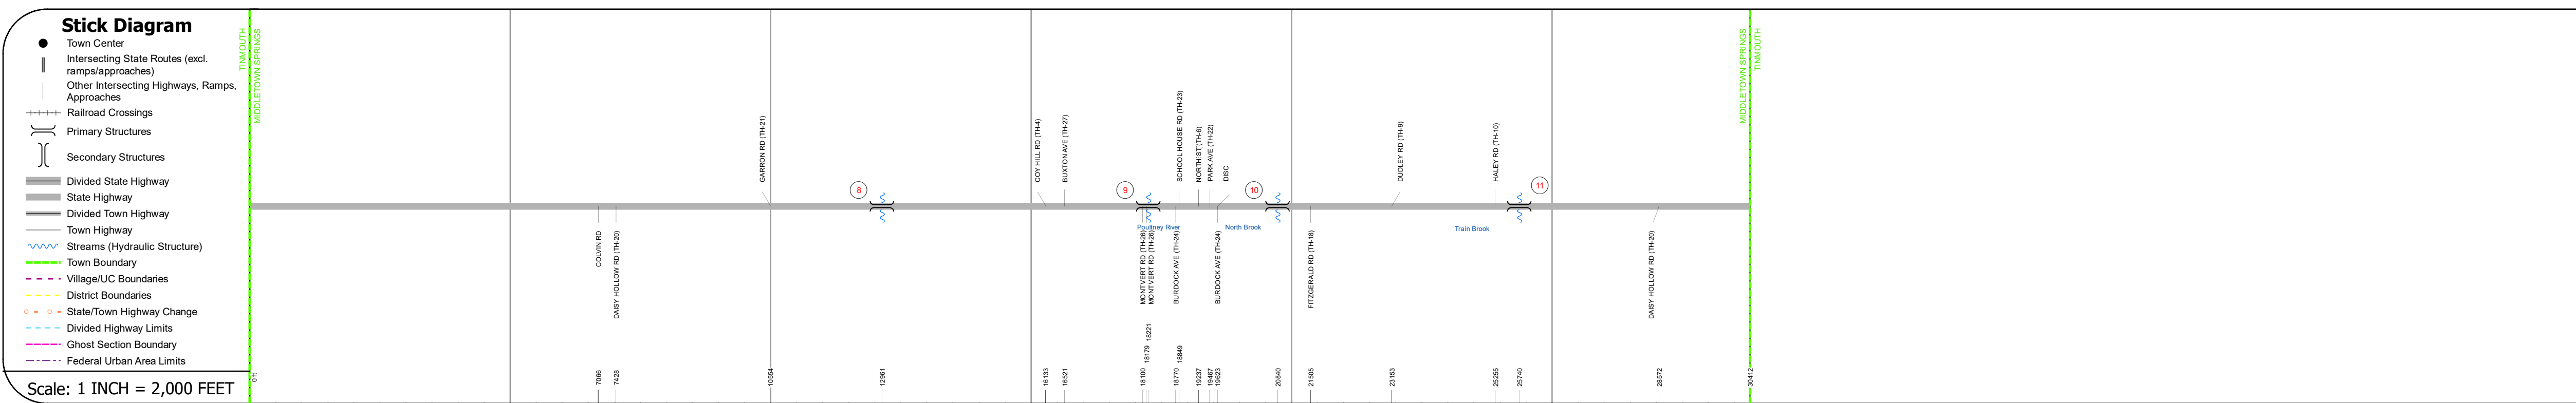 Stick Diagram
Town Center
Intersecting State Routes (excl.
ramps/approaches)
Other Intersecting Highways, Ramps,
Approaches
Railroad Crossings
Primary Structures
Secondary Structures
Divided State Highway
State Highway
Divided Town Highway
Town Highway
Streams (Hydraulic Structure)
Town Boundary
Village/UC Boundaries
District Boundaries
State/Town Highway Change
Divided Highway Limits
Ghost Section Boundary
Federal Urban Area Limits
Scale: 1 INCH = 2,000 FEET
TINMOUTH
MIDDLETOWN SPRINGS
GARRON RD (TH-21)
COY HILL RD (TH-4)
BUXTON AVE (TH-27)
SCHOOL HOUSE RD (TH-23)
NORTH ST, (TH-6)
PARK AVE (TH-22)
DISC
DUDLEY RD (TH-9)
HALEY RD (TH-10)
MIDDLETOWN SPRINGS
TINMOUTH
8
9
10
11
Poultney River
North Brook
Train Brook
COLVIN RD
DAISY HOLLOW RD (TH-20)
MONTVERT RD (TH-26)
MONTVERT RD (TH-26)
BURDOCK AVE (TH-24)
BURDOCK AVE (TH-24)
FITZGERALD RD (TH-18)
DAISY HOLLOW RD (TH-20)
0 ft
7066
7428
10554
12961
16133
16521
18100
18179
18221
18770
18849
19237
19467
19623
20840
21505
23153
25255
25740
28572
30412